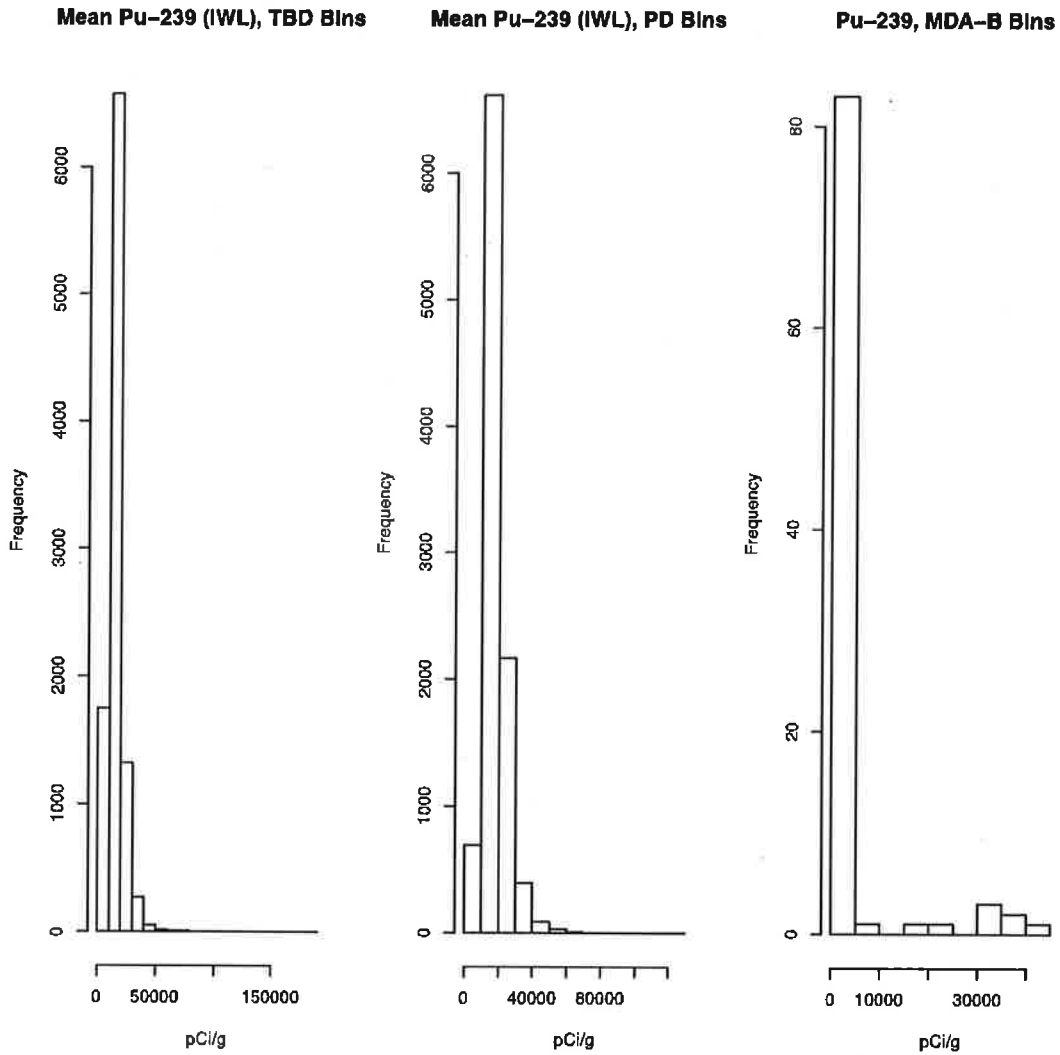 Mean Pu–239 (IWL), TBD Bins
Frequency
0
1000
2000
3000
4000
5000
6000
0 50000 150000
pCi/g
Mean Pu–239 (IWL), PD Bins
Frequency
0
1000
2000
3000
4000
5000
6000
0 40000 80000
pCi/g
Pu–239, MDA–B Bins
Frequency
0
20
40
60
80
0 10000 30000
pCi/g